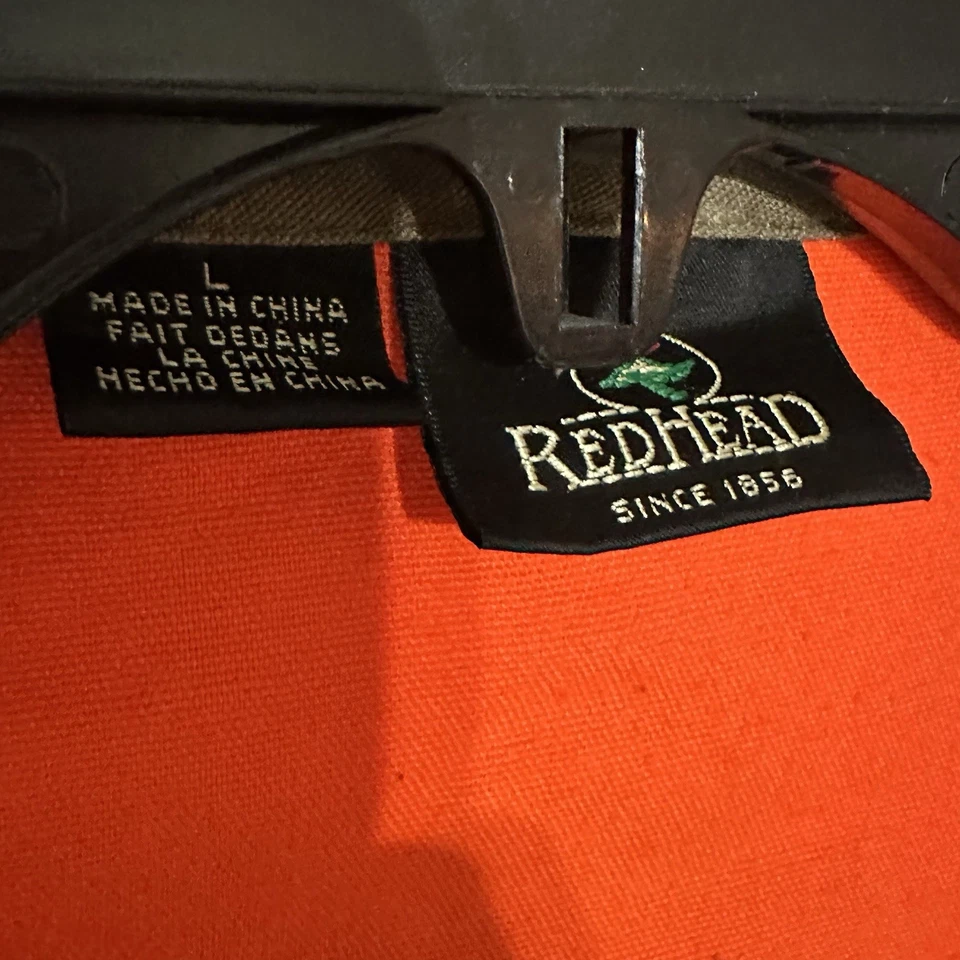 L
MADE IN CHINA
FAIT DEDANS
LA CHINE
HECHO EN CHINA
REDHEAD
SINCE 1856